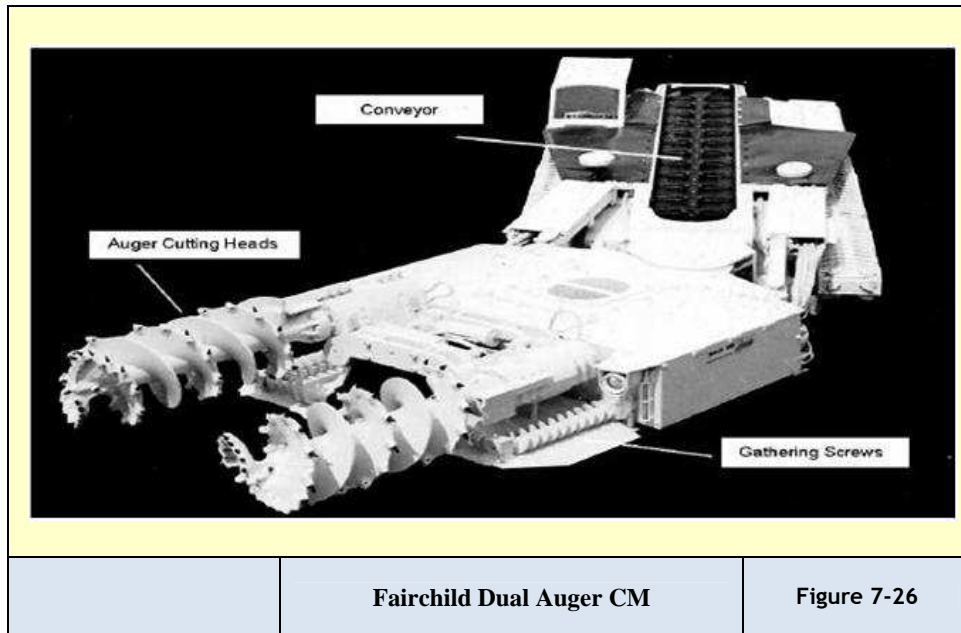 Conveyor
Auger Cutting Heads
Gathering Screws
Fairchild Dual Auger CM
Figure 7-26